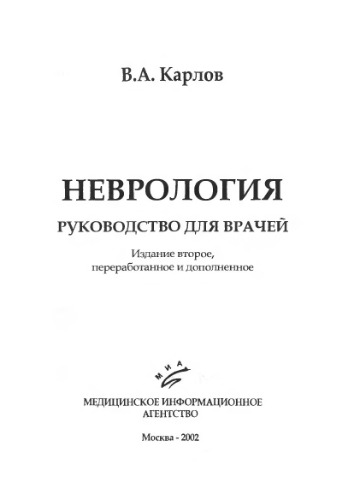 В.А. Карлов
НЕВРОЛОГИЯ
РУКОВОДСТВО ДЛЯ ВРАЧЕЙ
Издание второе,
переработанное и дополненное
МИА
МЕДИЦИНСКОЕ ИНФОРМАЦИОННОЕ
АГЕНТСТВО
Москва - 2002